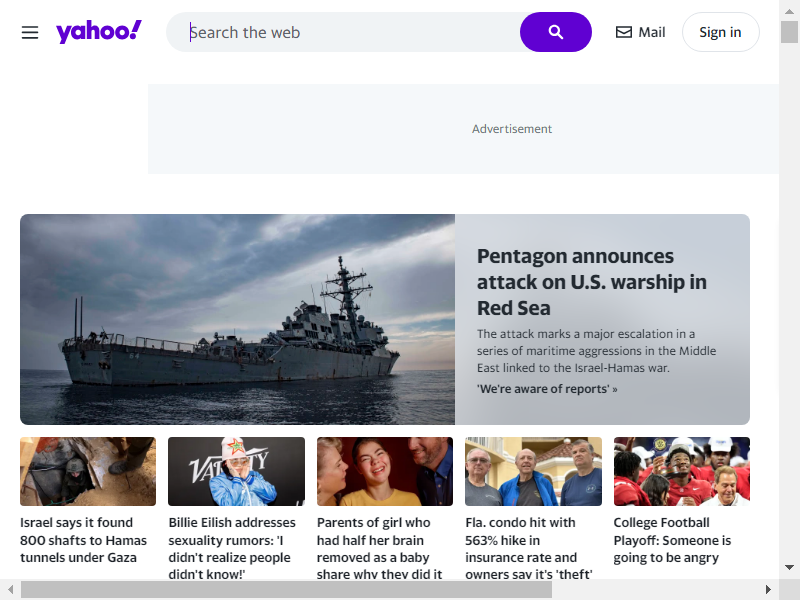 yahoo!
Search the web
Mail
Sign in
Advertisement
Pentagon announces
attack on U.S. warship in
Red Sea
The attack marks a major escalation in a
series of maritime aggressions in the Middle
East linked to the Israel-Hamas war.
'We're aware of reports' »
VARIETY
Israel says it found
800 shafts to Hamas
tunnels under Gaza
Billie Eilish addresses
sexuality rumors: 'I
didn't realize people
didn't know!'
Parents of girl who
had half her brain
removed as a baby
share why they did it
Fla. condo hit with
563% hike in
insurance rate and
owners say it's 'theft'
College Football
Playoff: Someone is
going to be angry